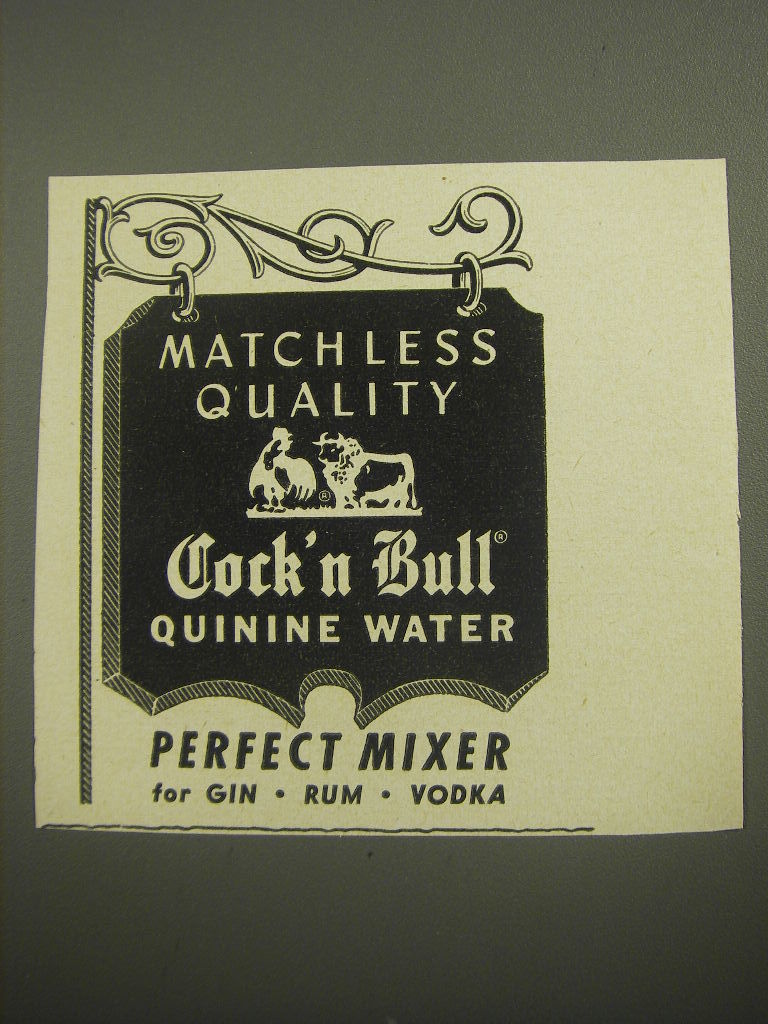 MATCHLESS
QUALITY
®
Cock'n Bull®
QUININE WATER
PERFECT MIXER
for GIN • RUM • VODKA